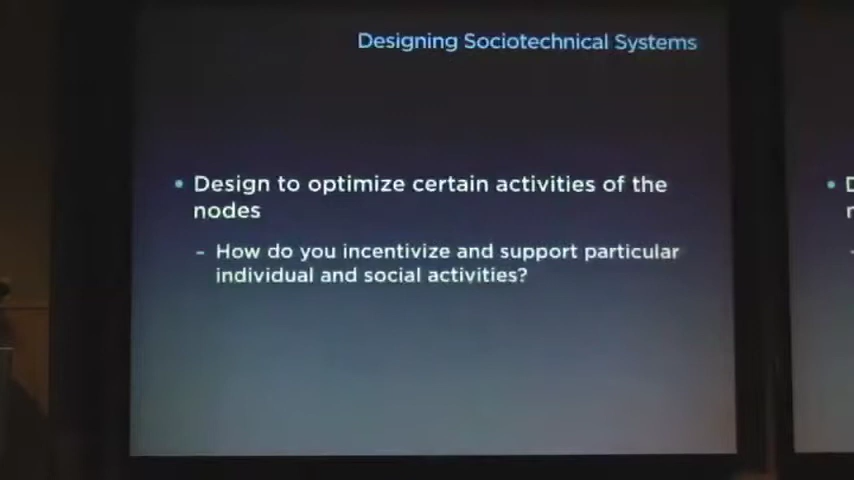 Designing Sociotechnical Systems
• Design to optimize certain activities of the
nodes
- How do you incentivize and support particular
individual and social activities?